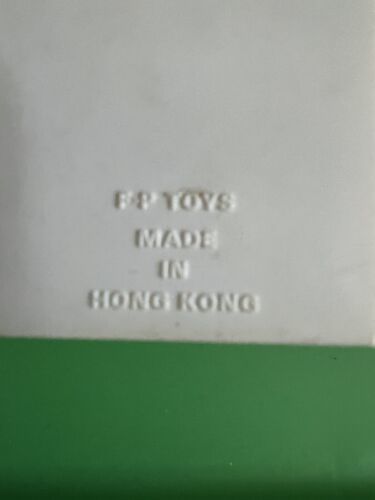 F-P TOYS
MADE
IN
HONG KONG